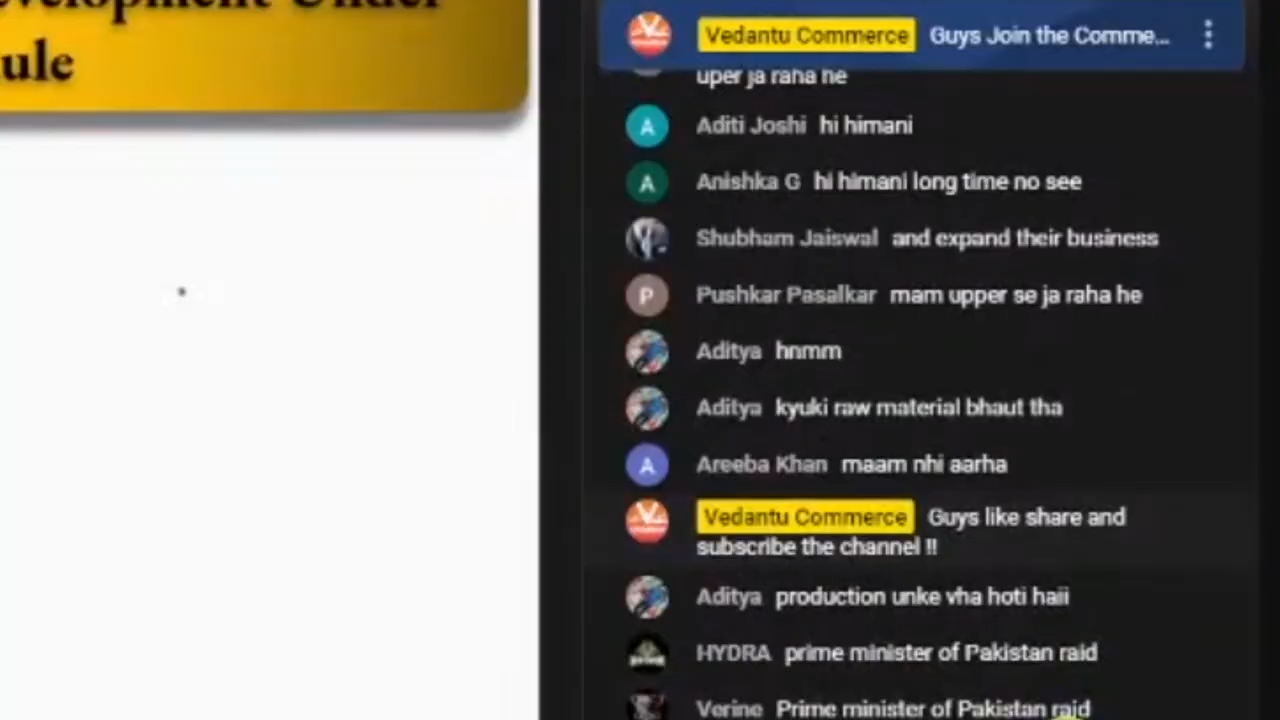 ule
Vedantu Commerce Guys Join the Comme...
uper ja raha he
A Aditi Joshi hi himani
A Anishka G hi himani long time no see
Shubham Jaiswal and expand their business
P Pushkar Pasalkar mam upper se ja raha he
Aditya hnmm
Aditya kyuki raw material bhaut tha
A Areeba Khan maam nhi aarha
Vedantu Commerce Guys like share and
subscribe the channel !!
Aditya production unke vha hoti haii
HYDRA prime minister of Pakistan raid
Verine Prime minister of Pakistan raid